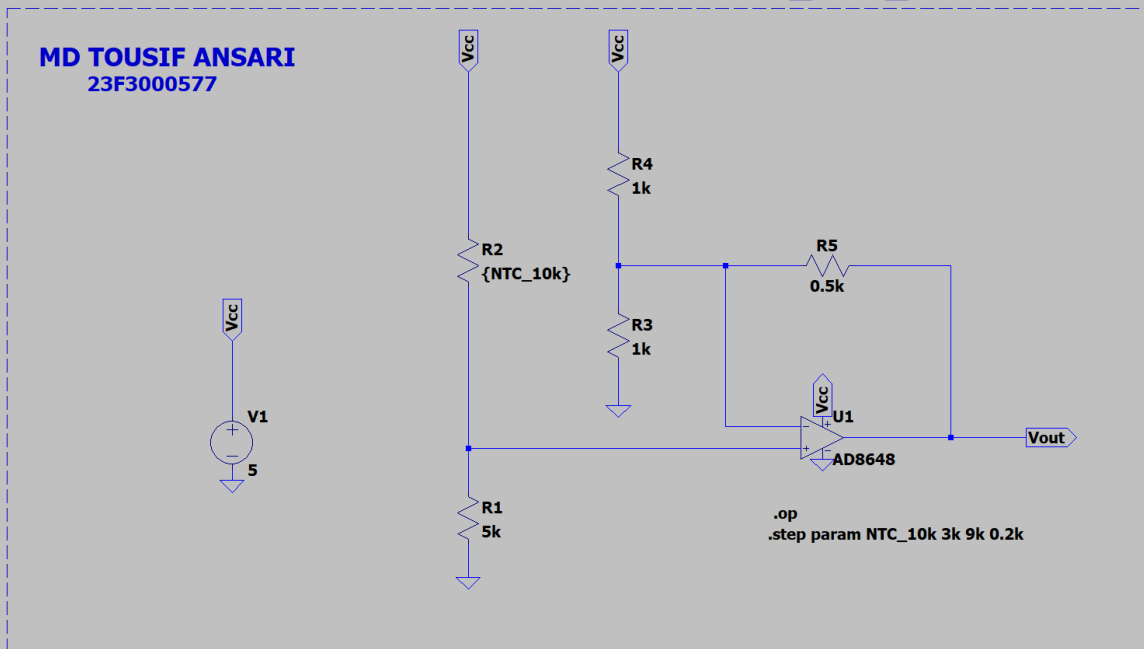 MD TOUSIF ANSARI
23F3000577
Vcc
Vcc
R4
1k
R2
{NTC_10k}
R5
0.5k
Vcc
R3
1k
V1
5
Vcc
U1
Vout
AD8648
R1
5k
.op
.step param NTC_10k 3k 9k 0.2k